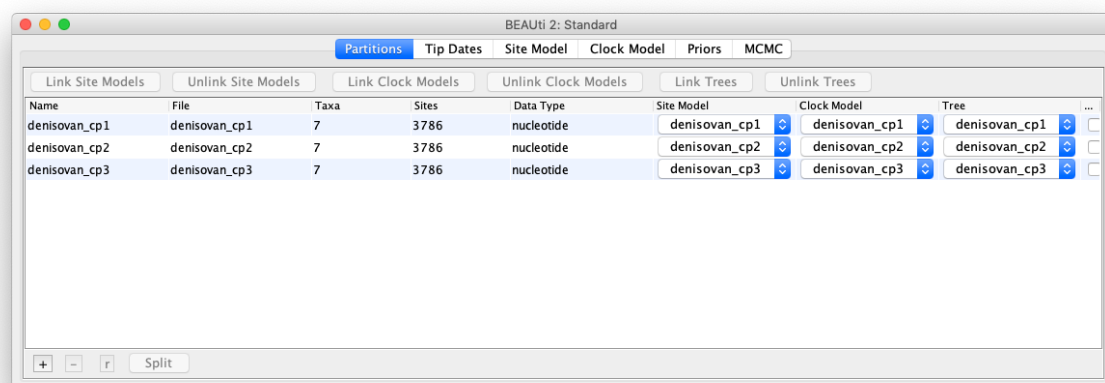 BEAUti 2: Standard
Partitions Tip Dates Site Model Clock Model Priors MCMC
Link Site Models Unlink Site Models Link Clock Models Unlink Clock Models Link Trees Unlink Trees
Name File Taxa Sites Data Type Site Model Clock Model Tree ...
denisovan_cp1 denisovan_cp1 7 3786 nucleotide denisovan_cp1 denisovan_cp1 denisovan_cp1
denisovan_cp2 denisovan_cp2 7 3786 nucleotide denisovan_cp2 denisovan_cp2 denisovan_cp2
denisovan_cp3 denisovan_cp3 7 3786 nucleotide denisovan_cp3 denisovan_cp3 denisovan_cp3
+ - r Split